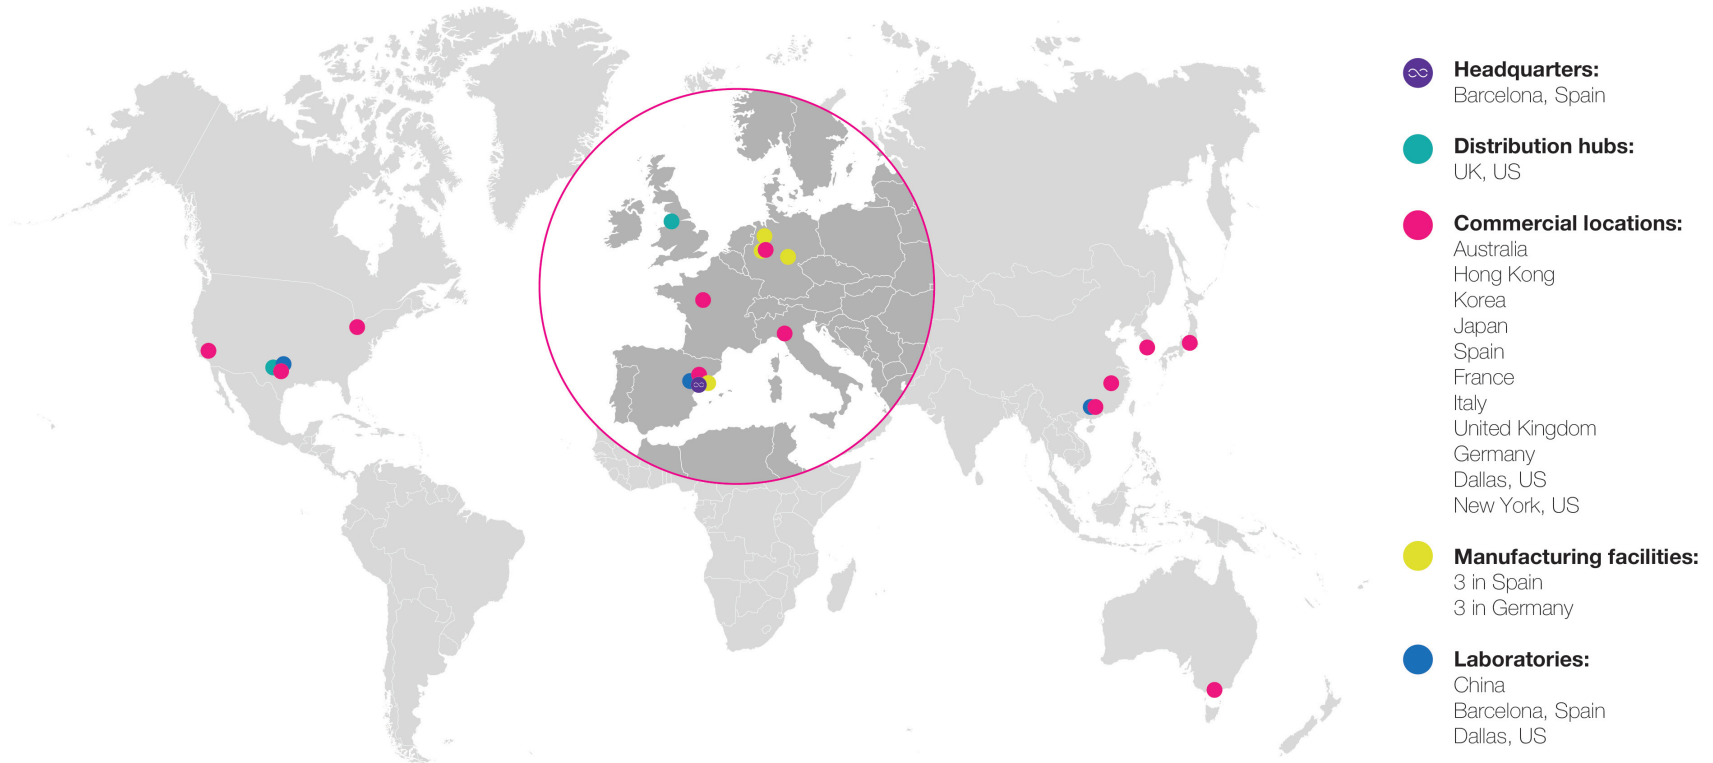 Headquarters:
Barcelona, Spain
Distribution hubs:
UK, US
Commercial locations:
Australia
Hong Kong
Korea
Japan
Spain
France
Italy
United Kingdom
Germany
Dallas, US
New York, US
Manufacturing facilities:
3 in Spain
3 in Germany
Laboratories:
China
Barcelona, Spain
Dallas, US